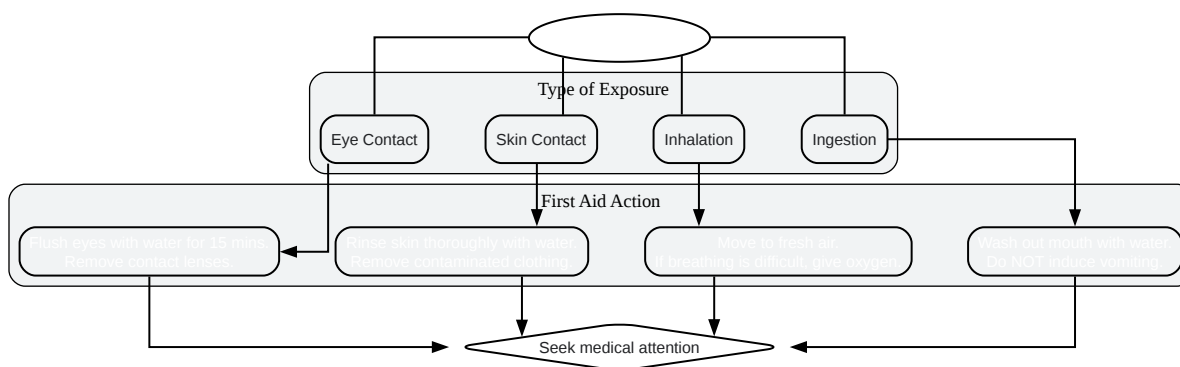 Type of Exposure
Eye Contact
Skin Contact
Inhalation
Ingestion
First Aid Action
Flush eyes with water for 15 mins.
Remove contact lenses.
Rinse skin thoroughly with water.
Remove contaminated clothing.
Move to fresh air.
If breathing is difficult, give oxygen.
Wash out mouth with water.
Do NOT induce vomiting.
Seek medical attention